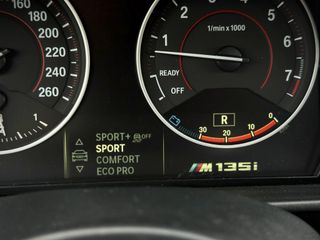 160
180
200
220
240
260
1
1
2
3
4
5
6
7
1/min x 1000
READY
OFF
R
30
20
10
0
SPORT+ OFF
SPORT
COMFORT
ECO PRO
M135i